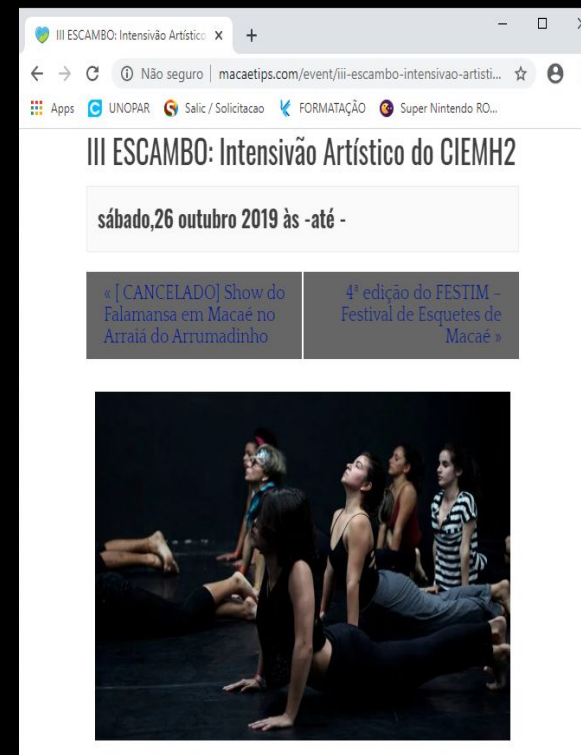 III ESCAMBO: Intensivão Artístico
Não seguro | macaetips.com/event/iii-escambo-intensivao-artisti...
Apps UNOPAR Salic / Solicitacao FORMATAÇÃO Super Nintendo RO...
III ESCAMBO: Intensivão Artístico do CIEMH2
sábado,26 outubro 2019 às -até -
« [ CANCELADO] Show do
Falamansa em Macaé no
Arraiá do Arrumadinho
4ª edição do FESTIM –
Festival de Esquetes de
Macaé »